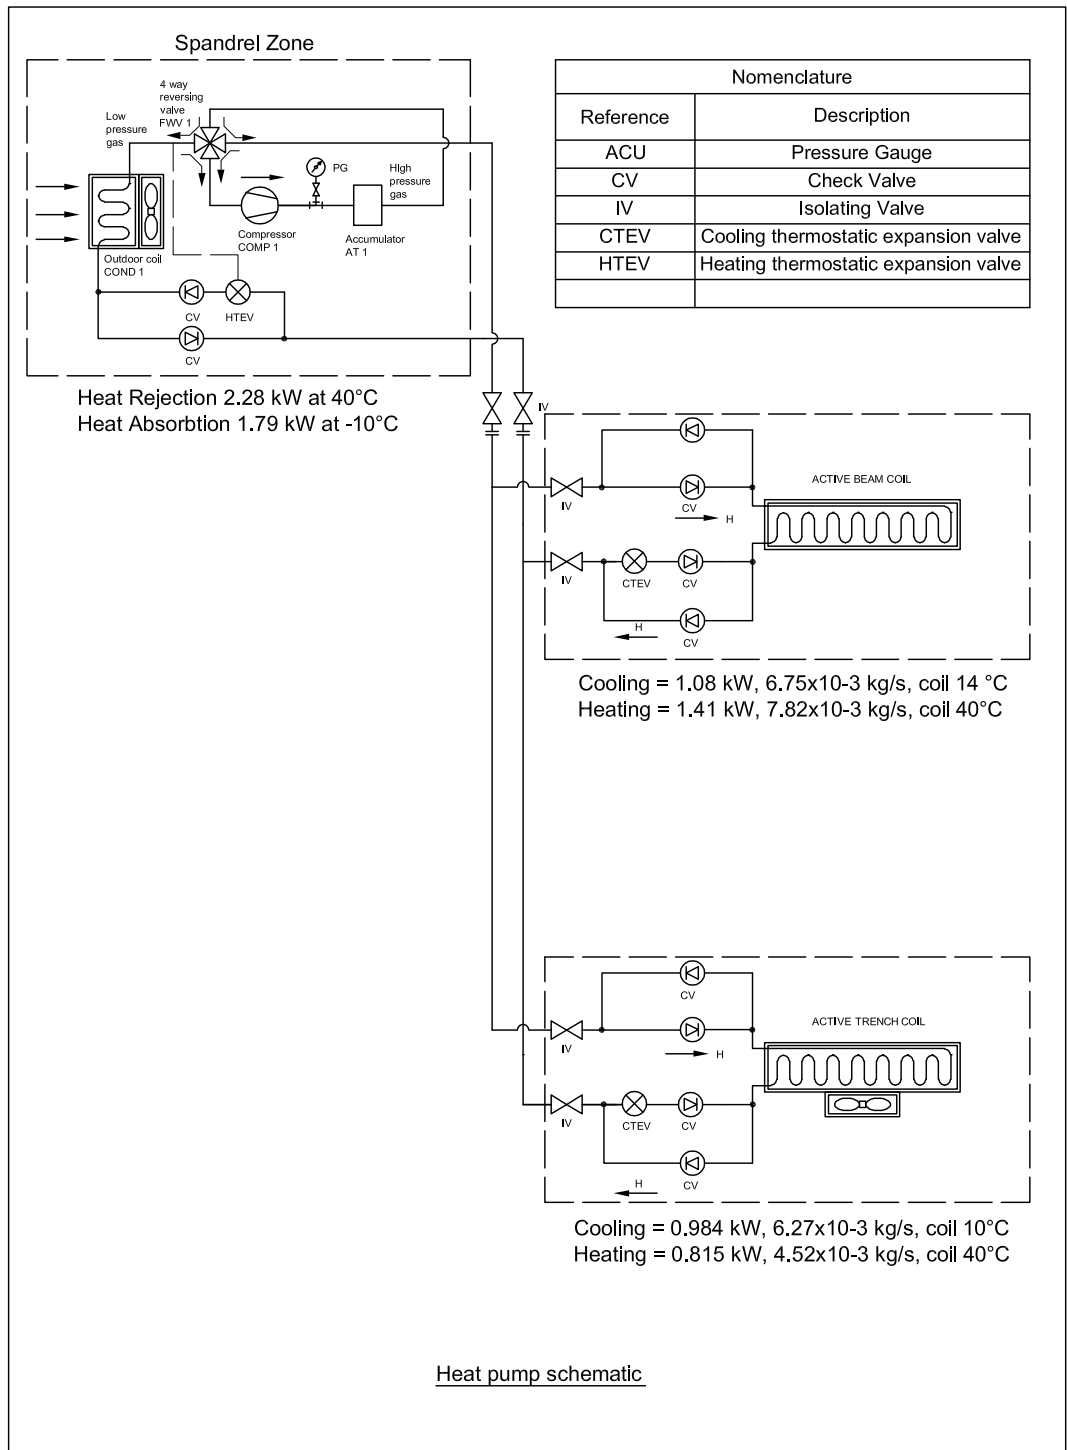 Spandrel Zone
4 way
reversing
valve
FWV 1
Low
pressure
gas
PG
HIgh
pressure
gas
Compressor
COMP 1
Accumulator
AT 1
Outdoor coil
COND 1
CV
HTEV
CV
Heat Rejection 2.28 kW at 40°C
Heat Absorbtion 1.79 kW at -10°C
Nomenclature
Reference Description
ACU Pressure Gauge
CV Check Valve
IV Isolating Valve
CTEV Cooling thermostatic expansion valve
HTEV Heating thermostatic expansion valve
IV
ACTIVE BEAM COIL
IV
CV
H
IV
CTEV
CV
H
CV
Cooling = 1.08 kW, 6.75x10-3 kg/s, coil 14 °C
Heating = 1.41 kW, 7.82x10-3 kg/s, coil 40°C
CV
ACTIVE TRENCH COIL
IV
H
IV
CTEV
CV
H
CV
Cooling = 0.984 kW, 6.27x10-3 kg/s, coil 10°C
Heating = 0.815 kW, 4.52x10-3 kg/s, coil 40°C
Heat pump schematic